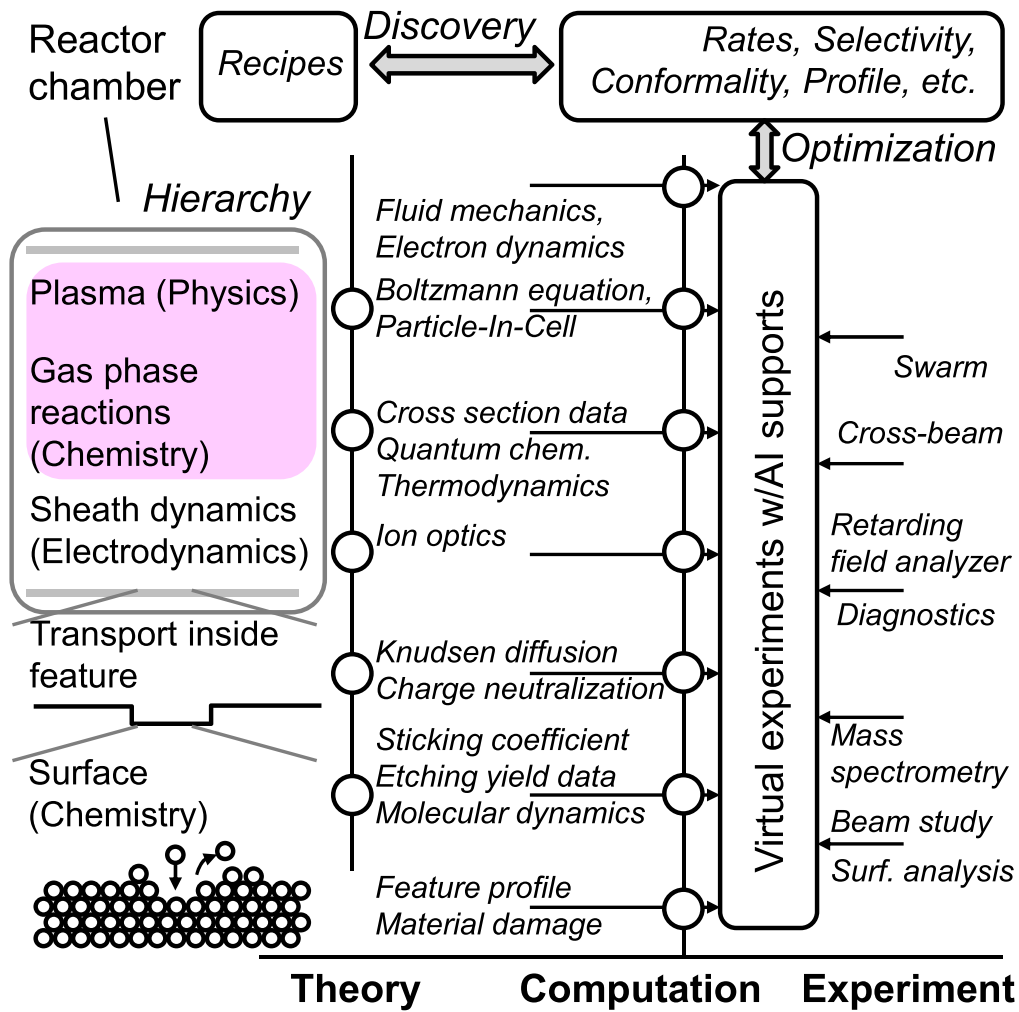 Reactor
chamber
Recipes
Discovery
Rates, Selectivity,
Conformality, Profile, etc.
Optimization
Hierarchy
Plasma (Physics)
Gas phase
reactions
(Chemistry)
Sheath dynamics
(Electrodynamics)
Transport inside
feature
Surface
(Chemistry)
Fluid mechanics,
Electron dynamics
Boltzmann equation,
Particle-In-Cell
Cross section data
Quantum chem.
Thermodynamics
Ion optics
Knudsen diffusion
Charge neutralization
Sticking coefficient
Etching yield data
Molecular dynamics
Feature profile
Material damage
Virtual experiments w/AI supports
Swarm
Cross-beam
Retarding
field analyzer
Diagnostics
Mass
spectrometry
Beam study
Surf. analysis
Theory
Computation
Experiment